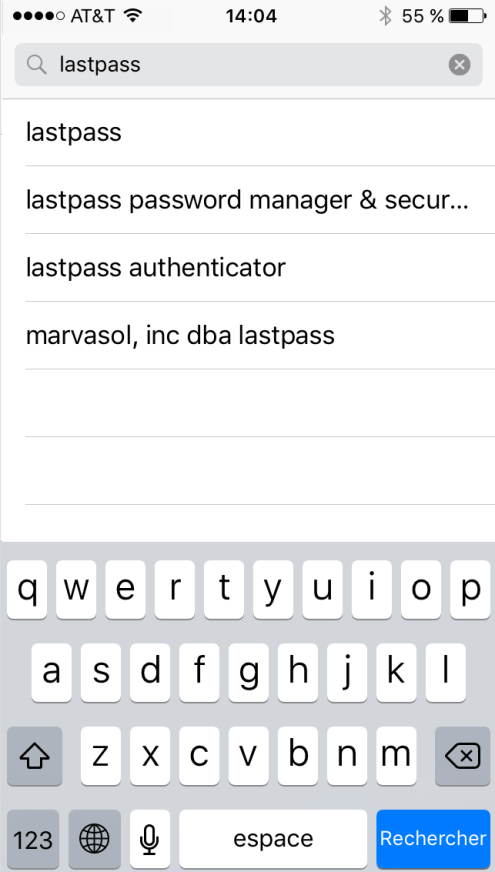 AT&T 14:04 55 %
lastpass
lastpass
lastpass password manager & secur...
lastpass authenticator
marvasol, inc dba lastpass
q w e r t y u i o p
a s d f g h j k l
z x c v b n m
123 espace Rechercher